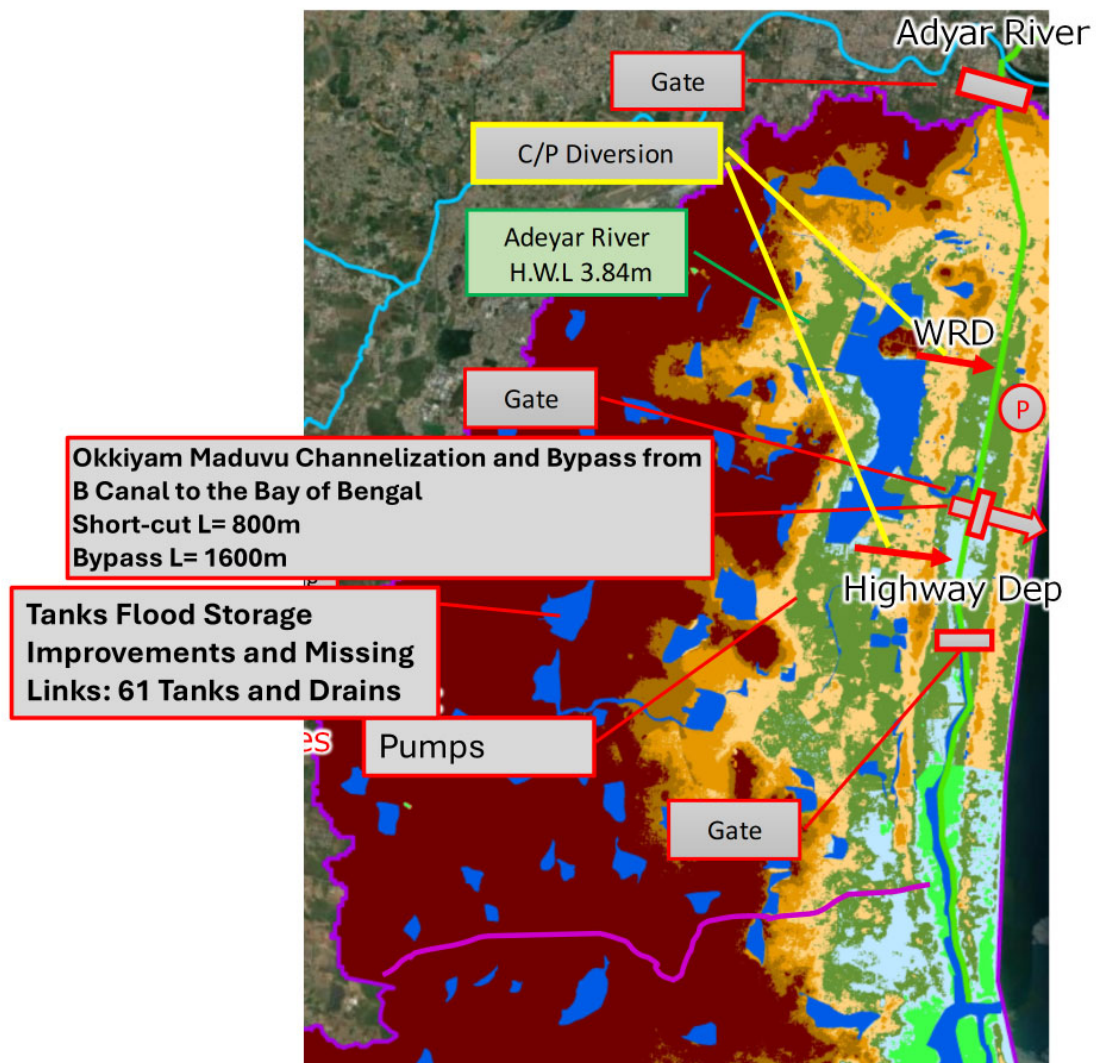 Adyar River
Gate
C/P Diversion
Adeyar River
H.W.L 3.84m
WRD
Gate
P
Okkiyam Maduvu Channelization and Bypass from
B Canal to the Bay of Bengal
Short-cut L= 800m
Bypass L= 1600m
Highway Dep
Tanks Flood Storage
Improvements and Missing
Links: 61 Tanks and Drains
es
Pumps
Gate